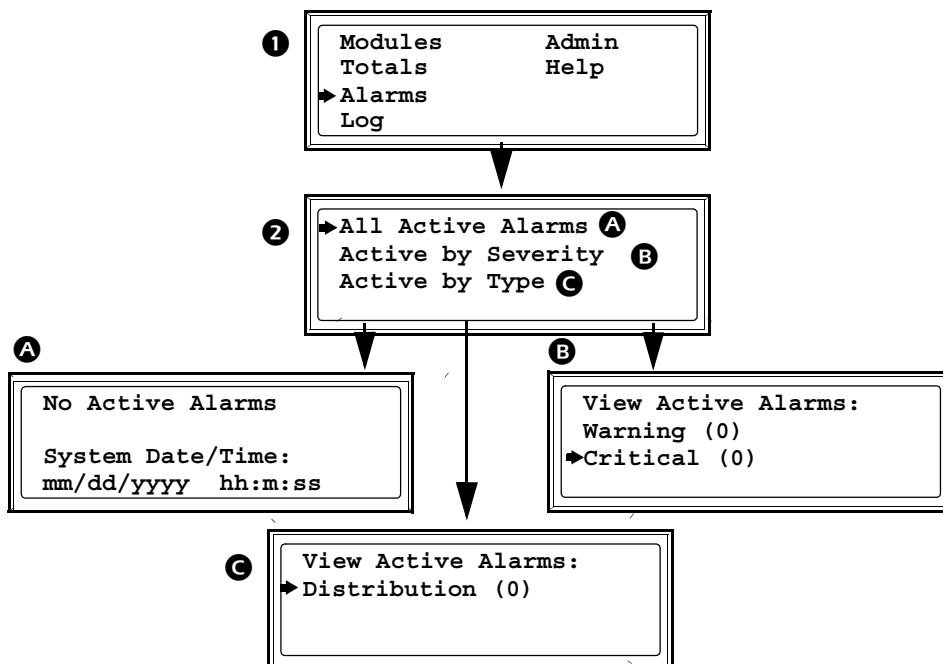 1
Modules Admin
Totals Help
Alarms
Log
2
All Active Alarms A
Active by Severity B
Active by Type C
A
No Active Alarms
System Date/Time:
mm/dd/yyyy hh:m:ss
B
View Active Alarms:
Warning (0)
Critical (0)
C
View Active Alarms:
Distribution (0)